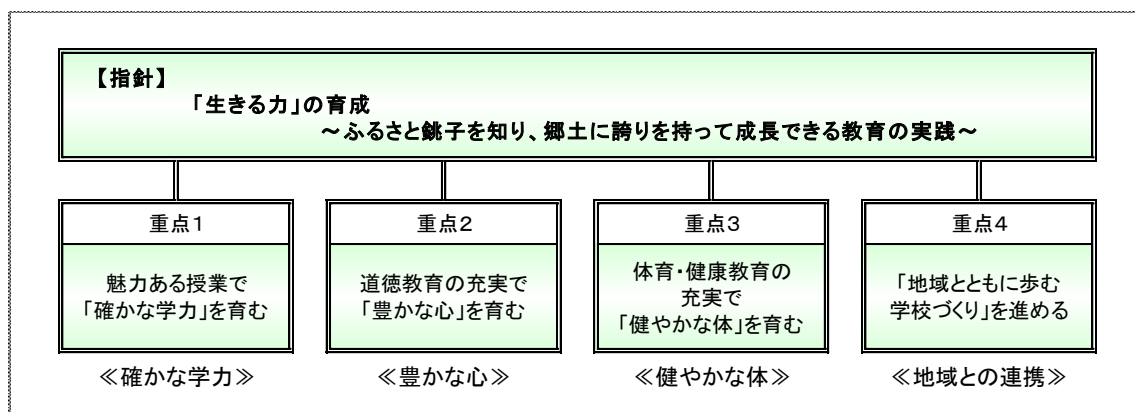 【指針】
「生きる力」の育成
～ふるさと銚子を知り、郷土に誇りを持って成長できる教育の実践～
重点1
魅力ある授業で
「確かな学力」を育む
≪確かな学力≫
重点2
道徳教育の充実で
「豊かな心」を育む
≪豊かな心≫
重点3
体育・健康教育の
充実で
「健やかな体」を育む
≪健やかな体≫
重点4
「地域とともに歩む
学校づくり」を進める
≪地域との連携≫